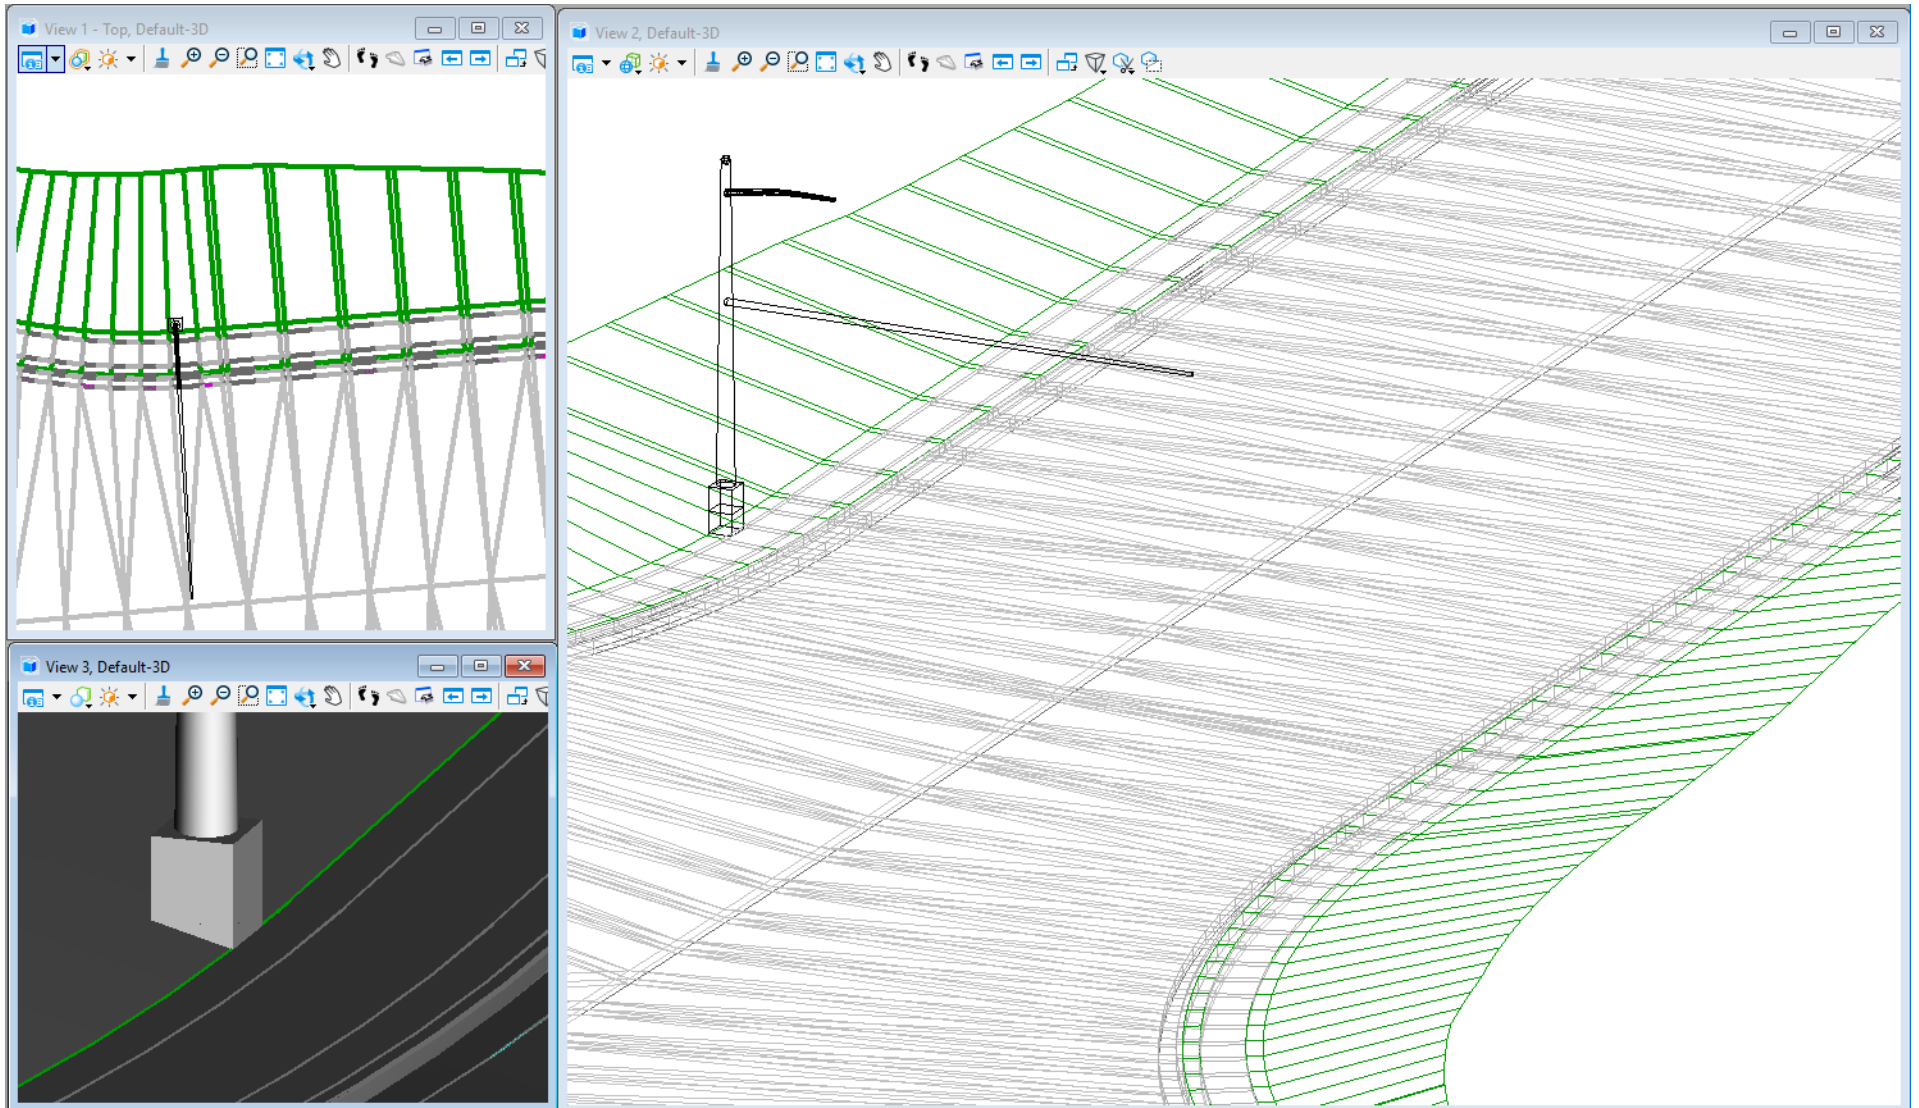 View 1 - Top, Default-3D
View 2, Default-3D
View 3, Default-3D